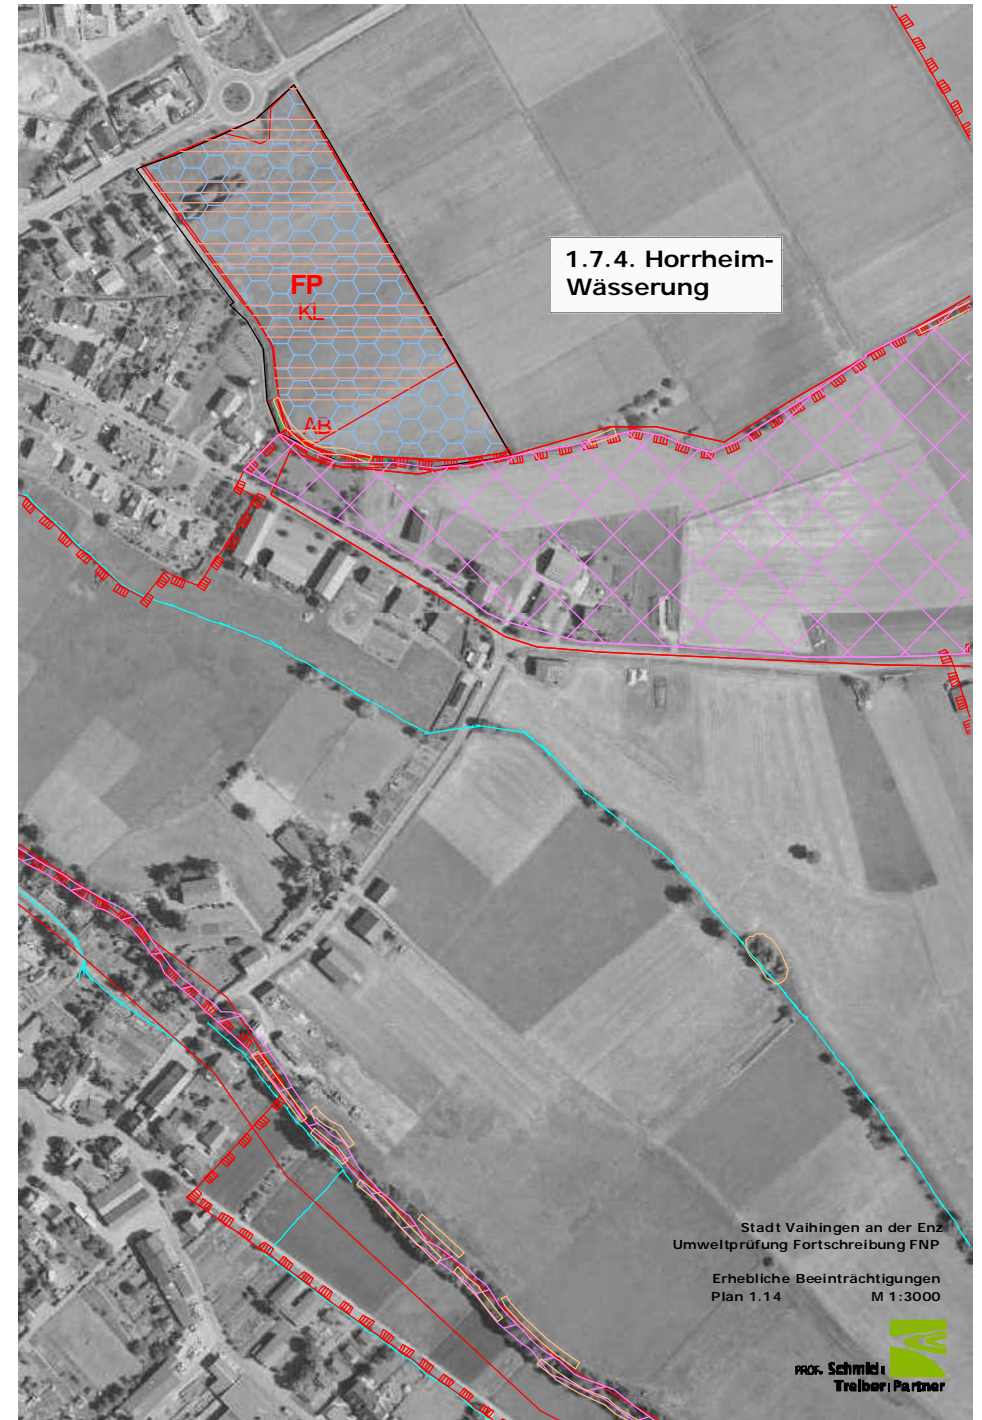 1.7.4. Horrheim-
Wässerung
FP
KL
AB
Stadt Vaihingen an der Enz
Umweltprüfung Fortschreibung FNP
Erhebliche Beeinträchtigungen
Plan 1.14 M 1:3000
PROF. Schmid
Treiber Partner